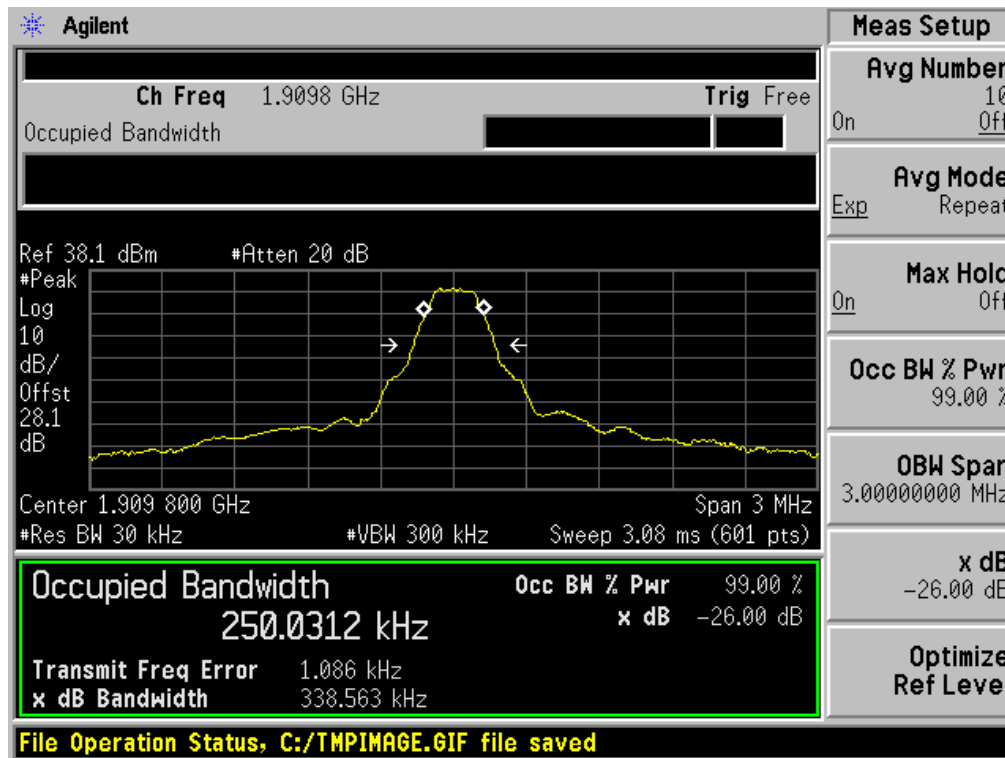 Agilent
Ch Freq 1.9098 GHz Trig Free
Occupied Bandwidth
Ref 38.1 dBm #Atten 20 dB
#Peak
Log
10
dB/
Offst
28.1
dB
Center 1.909 800 GHz Span 3 MHz
#Res BW 30 kHz #VBW 300 kHz Sweep 3.08 ms (601 pts)
Occupied Bandwidth Occ BW % Pwr 99.00 %
250.0312 kHz x dB -26.00 dB
Transmit Freq Error 1.086 kHz
x dB Bandwidth 338.563 kHz
File Operation Status, C:/TMPIMAGE.GIF file saved
Meas Setup
Avg Number
10
On Off
Avg Mode
Exp Repeat
Max Hold
On Off
Occ BW % Pwr
99.00 %
OBW Span
3.00000000 MHz
x dB
-26.00 dB
Optimize
Ref Level